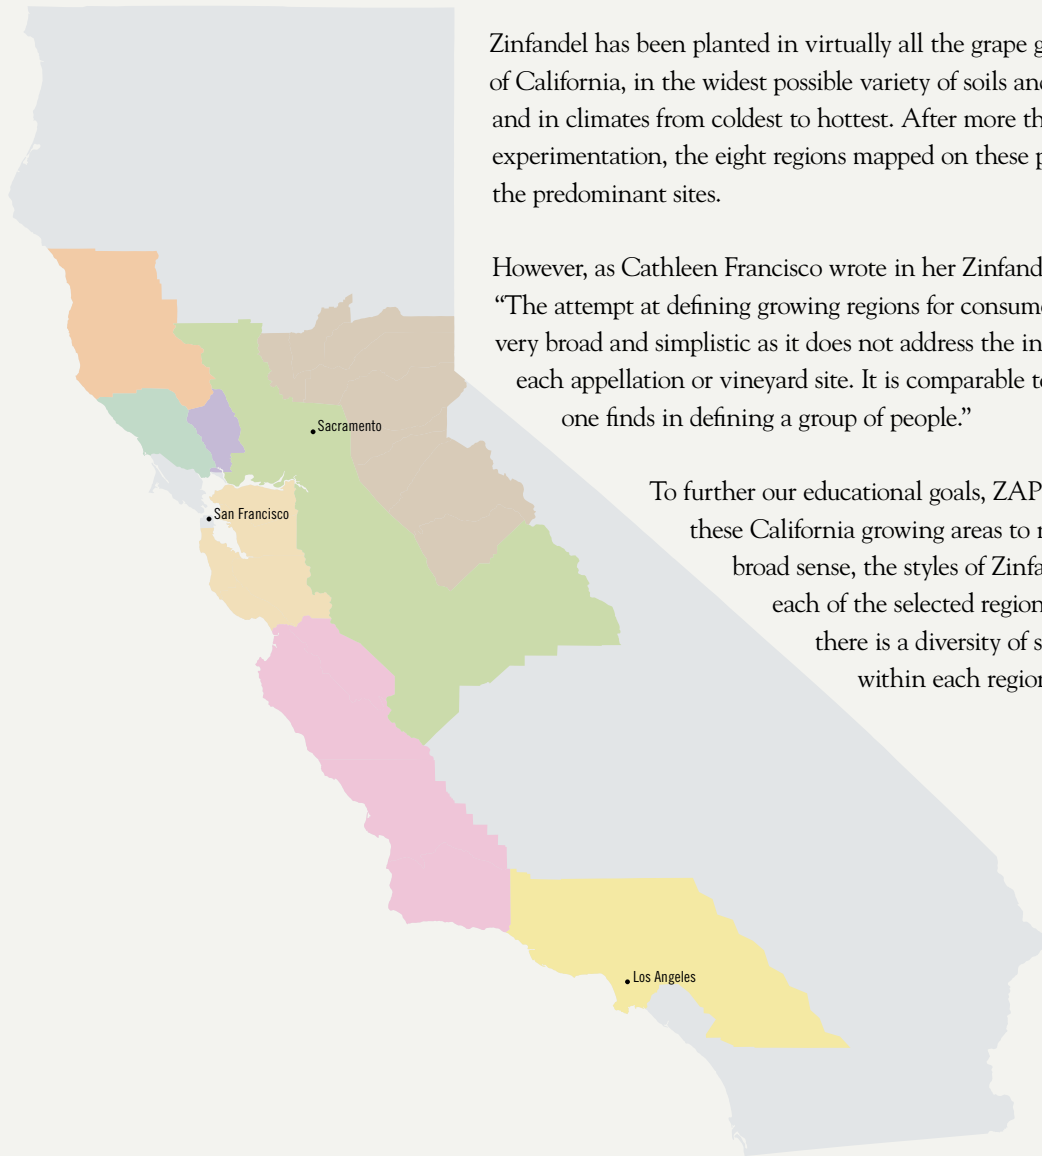 Zinfandel has been planted in virtually all the grape g
of California, in the widest possible variety of soils and
and in climates from coldest to hottest. After more th
experimentation, the eight regions mapped on these p
the predominant sites.
However, as Cathleen Francisco wrote in her Zinfand
“The attempt at defining growing regions for consum
very broad and simplistic as it does not address the in
each appellation or vineyard site. It is comparable t
one finds in defining a group of people.”
Sacramento
To further our educational goals, ZAP
San Francisco
these California growing areas to
broad sense, the styles of Zinfa
each of the selected region
there is a diversity of s
within each region
Los Angeles